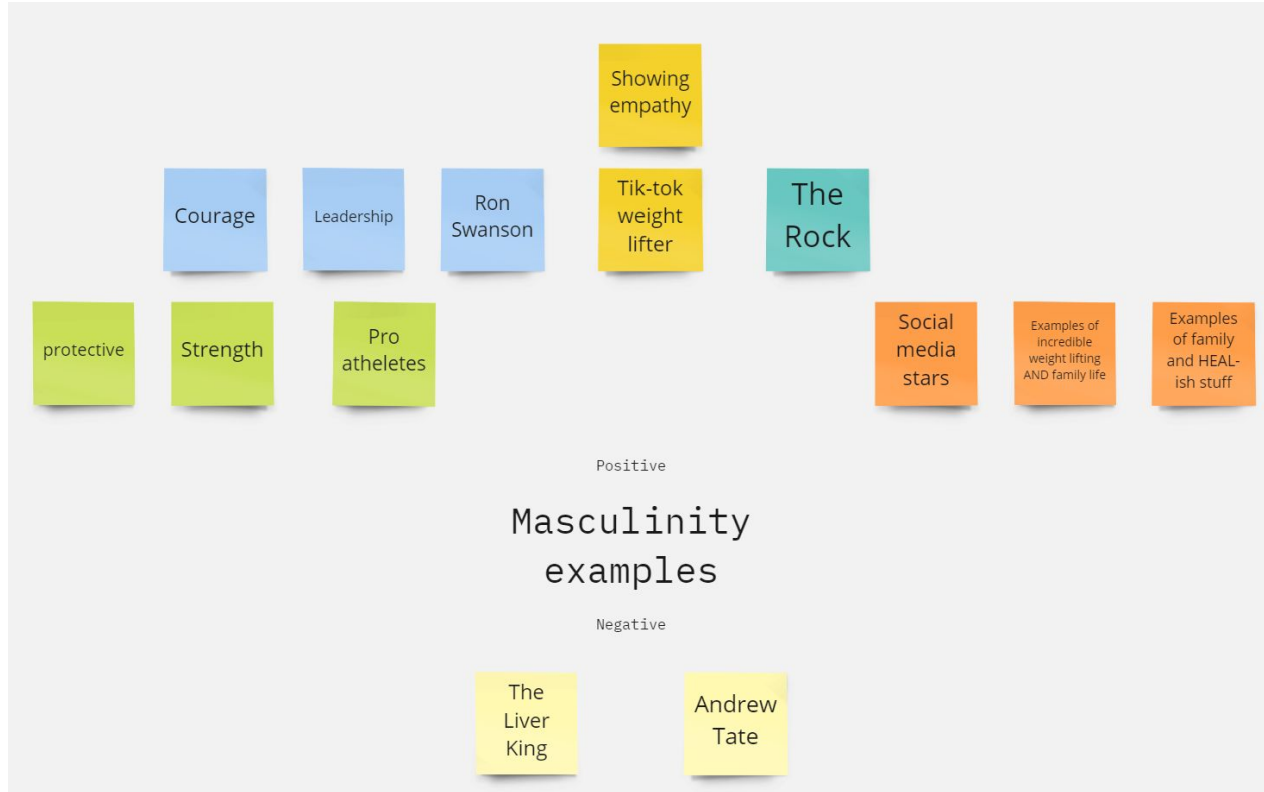 Showing
empathy
Courage
Leadership
Ron
Swanson
Tik-tok
weight
lifter
The
Rock
protective
Strength
Pro
atheletes
Social
media
stars
Examples of
incredible
weight lifting
AND family life
Examples
of family
and HEAL-
ish stuff
Positive
Masculinity
examples
Negative
The
Liver
King
Andrew
Tate